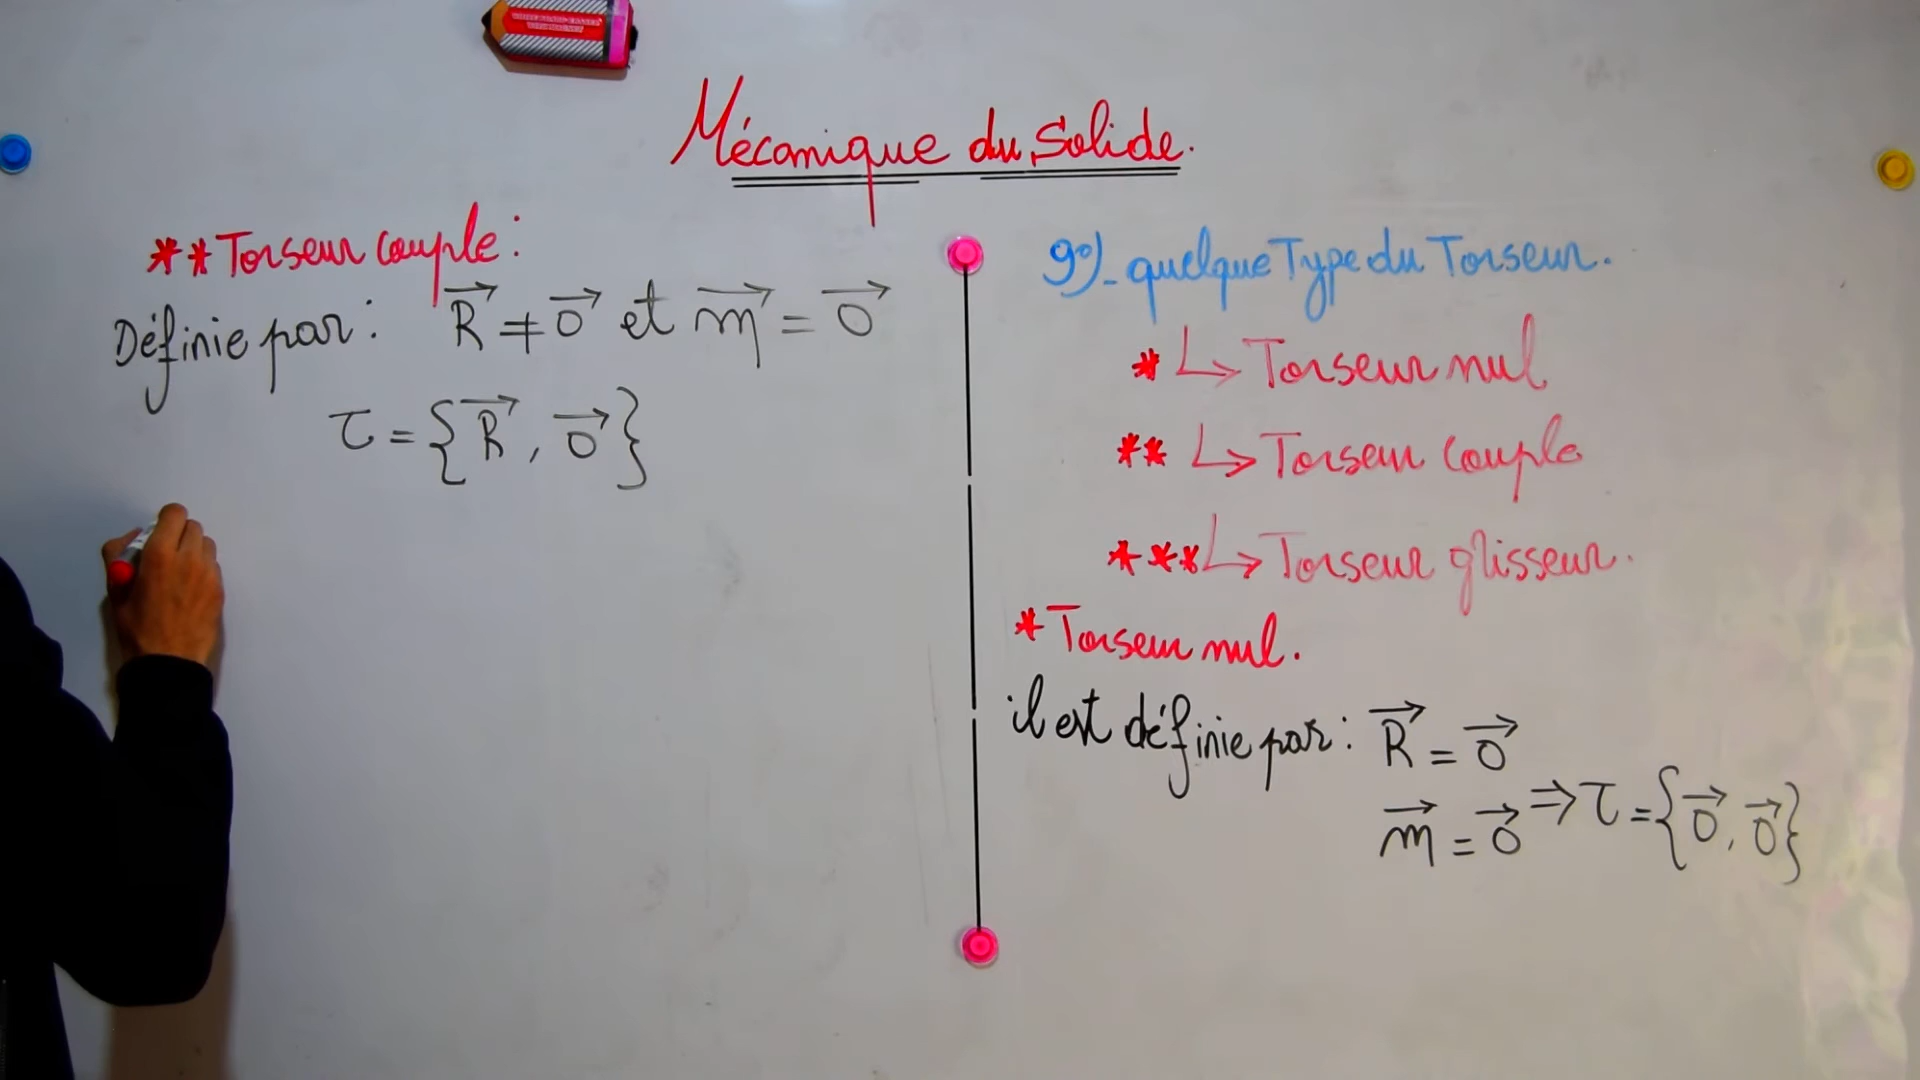 Mécanique du Solide.
**Torseur couple :
Définie par : R⃗ ≠ 0⃗ et m⃗ = 0⃗
τ = {R⃗ , 0⃗}
9°)_ quelque Type du Torseur.
* ↳ Torseur nul
** ↳ Torseur couple
*** ↳ Torseur glisseur.
* Torseur nul.
il est définie par : R⃗ = 0⃗
m⃗ = 0⃗ ⇒ τ = {0⃗ , 0⃗}